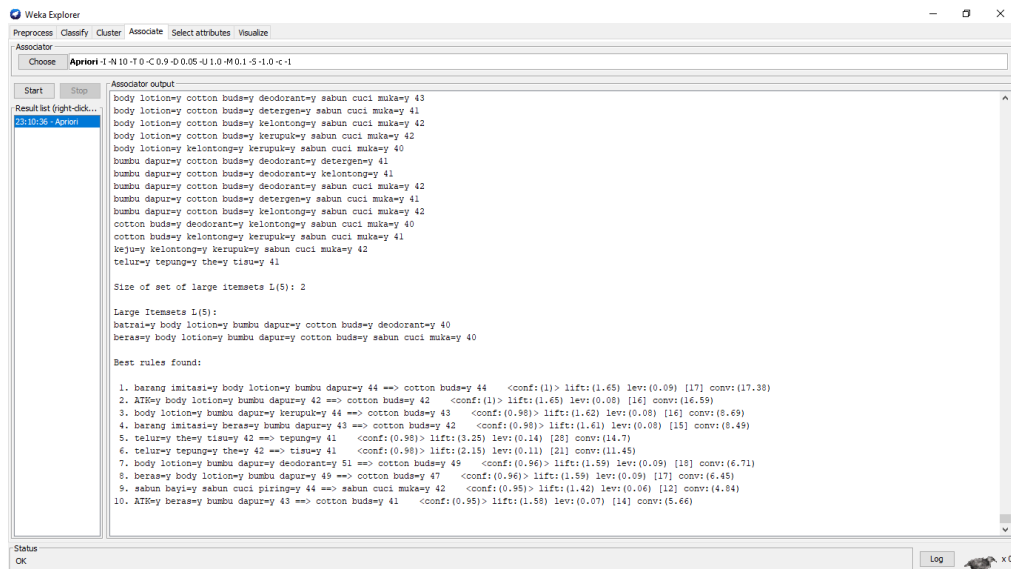 Weka Explorer
Preprocess Classify Cluster Associate Select attributes Visualize
Associator
Choose Apriori -I -N 10 -T 0 -C 0.9 -D 0.05 -U 1.0 -M 0.1 -S -1.0 -c -1
Start Stop
Result list (right-click...
23:10:36 - Apriori
Associator output
body lotion=y cotton buds=y deodorant=y sabun cuci muka=y 43
body lotion=y cotton buds=y detergen=y sabun cuci muka=y 41
body lotion=y cotton buds=y kelontong=y sabun cuci muka=y 42
body lotion=y cotton buds=y kerupuk=y sabun cuci muka=y 42
body lotion=y kelontong=y kerupuk=y sabun cuci muka=y 40
bumbu dapur=y cotton buds=y deodorant=y detergen=y 41
bumbu dapur=y cotton buds=y deodorant=y kelontong=y 41
bumbu dapur=y cotton buds=y deodorant=y sabun cuci muka=y 42
bumbu dapur=y cotton buds=y detergen=y sabun cuci muka=y 41
bumbu dapur=y cotton buds=y kelontong=y sabun cuci muka=y 42
cotton buds=y deodorant=y kelontong=y sabun cuci muka=y 40
cotton buds=y kelontong=y kerupuk=y sabun cuci muka=y 41
keju=y kelontong=y kerupuk=y sabun cuci muka=y 42
telur=y tepung=y the=y tisu=y 41
Size of set of large itemsets L(5): 2
Large Itemsets L(5):
batrai=y body lotion=y bumbu dapur=y cotton buds=y deodorant=y 40
beras=y body lotion=y bumbu dapur=y cotton buds=y sabun cuci muka=y 40
Best rules found:
1. barang imitasi=y body lotion=y bumbu dapur=y 44 ==> cotton buds=y 44 <conf:(1)> lift:(1.65) lev:(0.09) [17] conv:(17.38)
2. ATK=y body lotion=y bumbu dapur=y 42 ==> cotton buds=y 42 <conf:(1)> lift:(1.65) lev:(0.08) [16] conv:(16.59)
3. body lotion=y bumbu dapur=y kerupuk=y 44 ==> cotton buds=y 43 <conf:(0.98)> lift:(1.62) lev:(0.08) [16] conv:(8.69)
4. barang imitasi=y beras=y bumbu dapur=y 43 ==> cotton buds=y 42 <conf:(0.98)> lift:(1.61) lev:(0.08) [15] conv:(8.49)
5. telur=y the=y tisu=y 42 ==> tepung=y 41 <conf:(0.98)> lift:(3.25) lev:(0.14) [28] conv:(14.7)
6. telur=y tepung=y the=y 42 ==> tisu=y 41 <conf:(0.98)> lift:(2.15) lev:(0.11) [21] conv:(11.45)
7. body lotion=y bumbu dapur=y deodorant=y 51 ==> cotton buds=y 49 <conf:(0.96)> lift:(1.59) lev:(0.09) [18] conv:(6.71)
8. beras=y body lotion=y bumbu dapur=y 49 ==> cotton buds=y 47 <conf:(0.96)> lift:(1.59) lev:(0.09) [17] conv:(6.45)
9. sabun bayi=y sabun cuci piring=y 44 ==> sabun cuci muka=y 42 <conf:(0.95)> lift:(1.42) lev:(0.06) [12] conv:(4.84)
10. ATK=y beras=y bumbu dapur=y 43 ==> cotton buds=y 41 <conf:(0.95)> lift:(1.58) lev:(0.07) [14] conv:(5.66)
Status
OK
Log
x 0